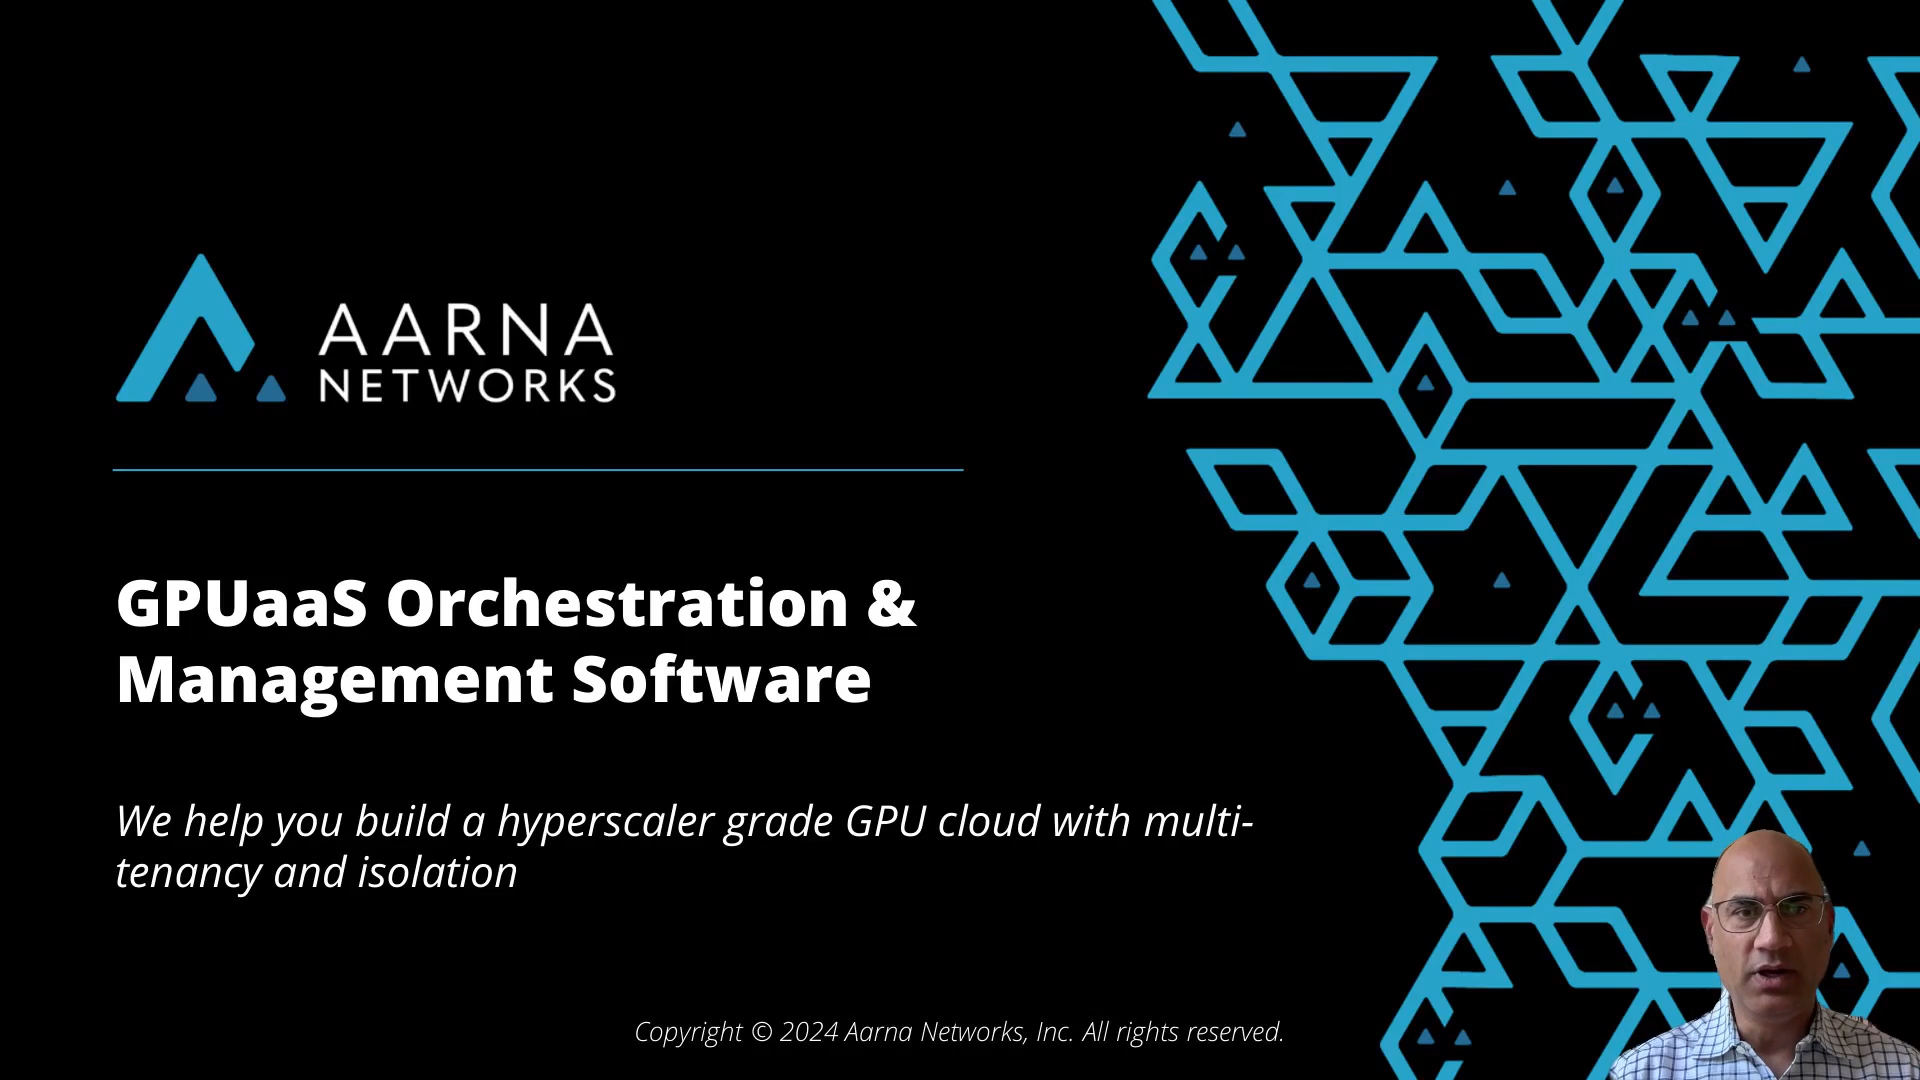 AARNA
NETWORKS
GPUaaS Orchestration &
Management Software
We help you build a hyperscaler grade GPU cloud with multi-
tenancy and isolation
Copyright © 2024 Aarna Networks, Inc. All rights reserved.